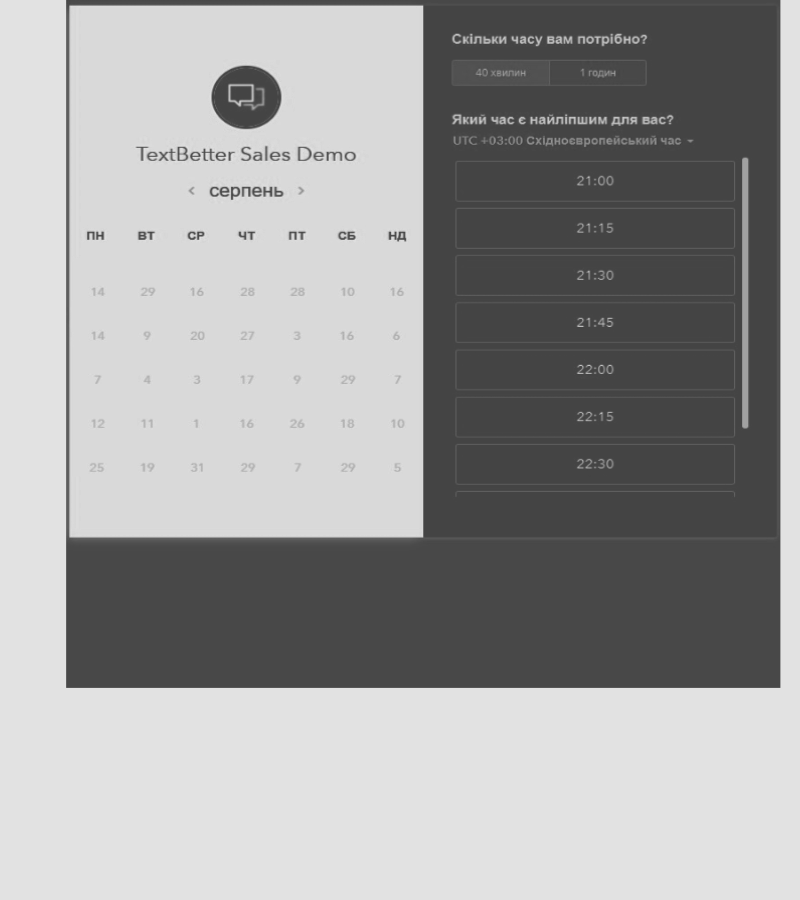 TextBetter Sales Demo
серпень
ПН ВТ СР ЧТ ПТ СБ НД
14 29 16 28 28 10 16
14 9 20 27 3 16 6
7 4 3 17 9 29 7
12 11 1 16 26 18 10
25 19 31 29 7 29 5
Скільки часу вам потрібно?
40 хвилин 1 годин
Який час є найліпшим для вас?
UTC +03:00 Східноєвропейський час
21:00
21:15
21:30
21:45
22:00
22:15
22:30